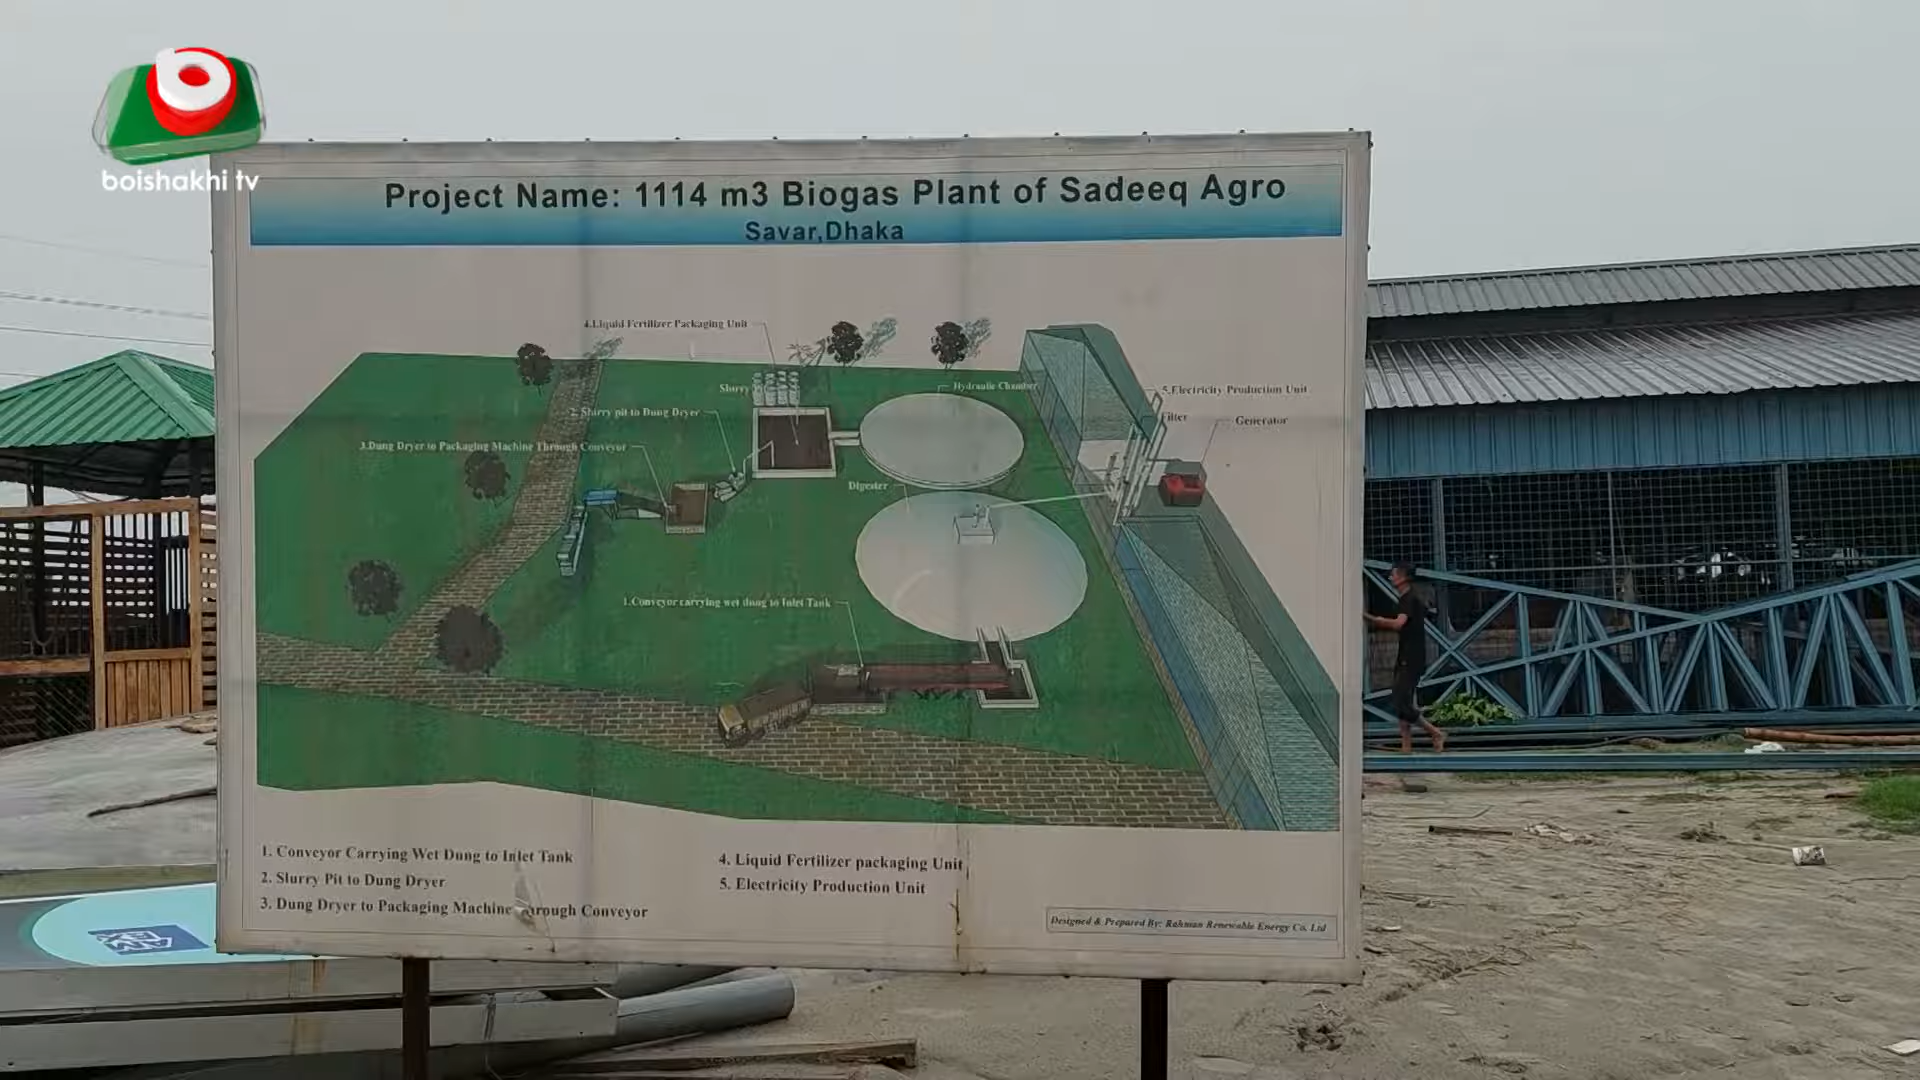 boishakhi tv
Project Name: 1114 m3 Biogas Plant of Sadeeq Agro
Savar,Dhaka
4.Liquid Fertilizer Packaging Unit
Slurry
Hydraulic Chamber
5.Electricity Production Unit
2. Slurry pit to Dung Dryer
Filter
Generator
3.Dung Dryer to Packaging Machine Through Conveyor
Digester
1.Conveyor carrying wet dung to Inlet Tank
1. Conveyor Carrying Wet Dung to Inlet Tank
2. Slurry Pit to Dung Dryer
3. Dung Dryer to Packaging Machine Through Conveyor
4. Liquid Fertilizer packaging Unit
5. Electricity Production Unit
Designed & Prepared By: Rahman Renewable Energy Co. Ltd